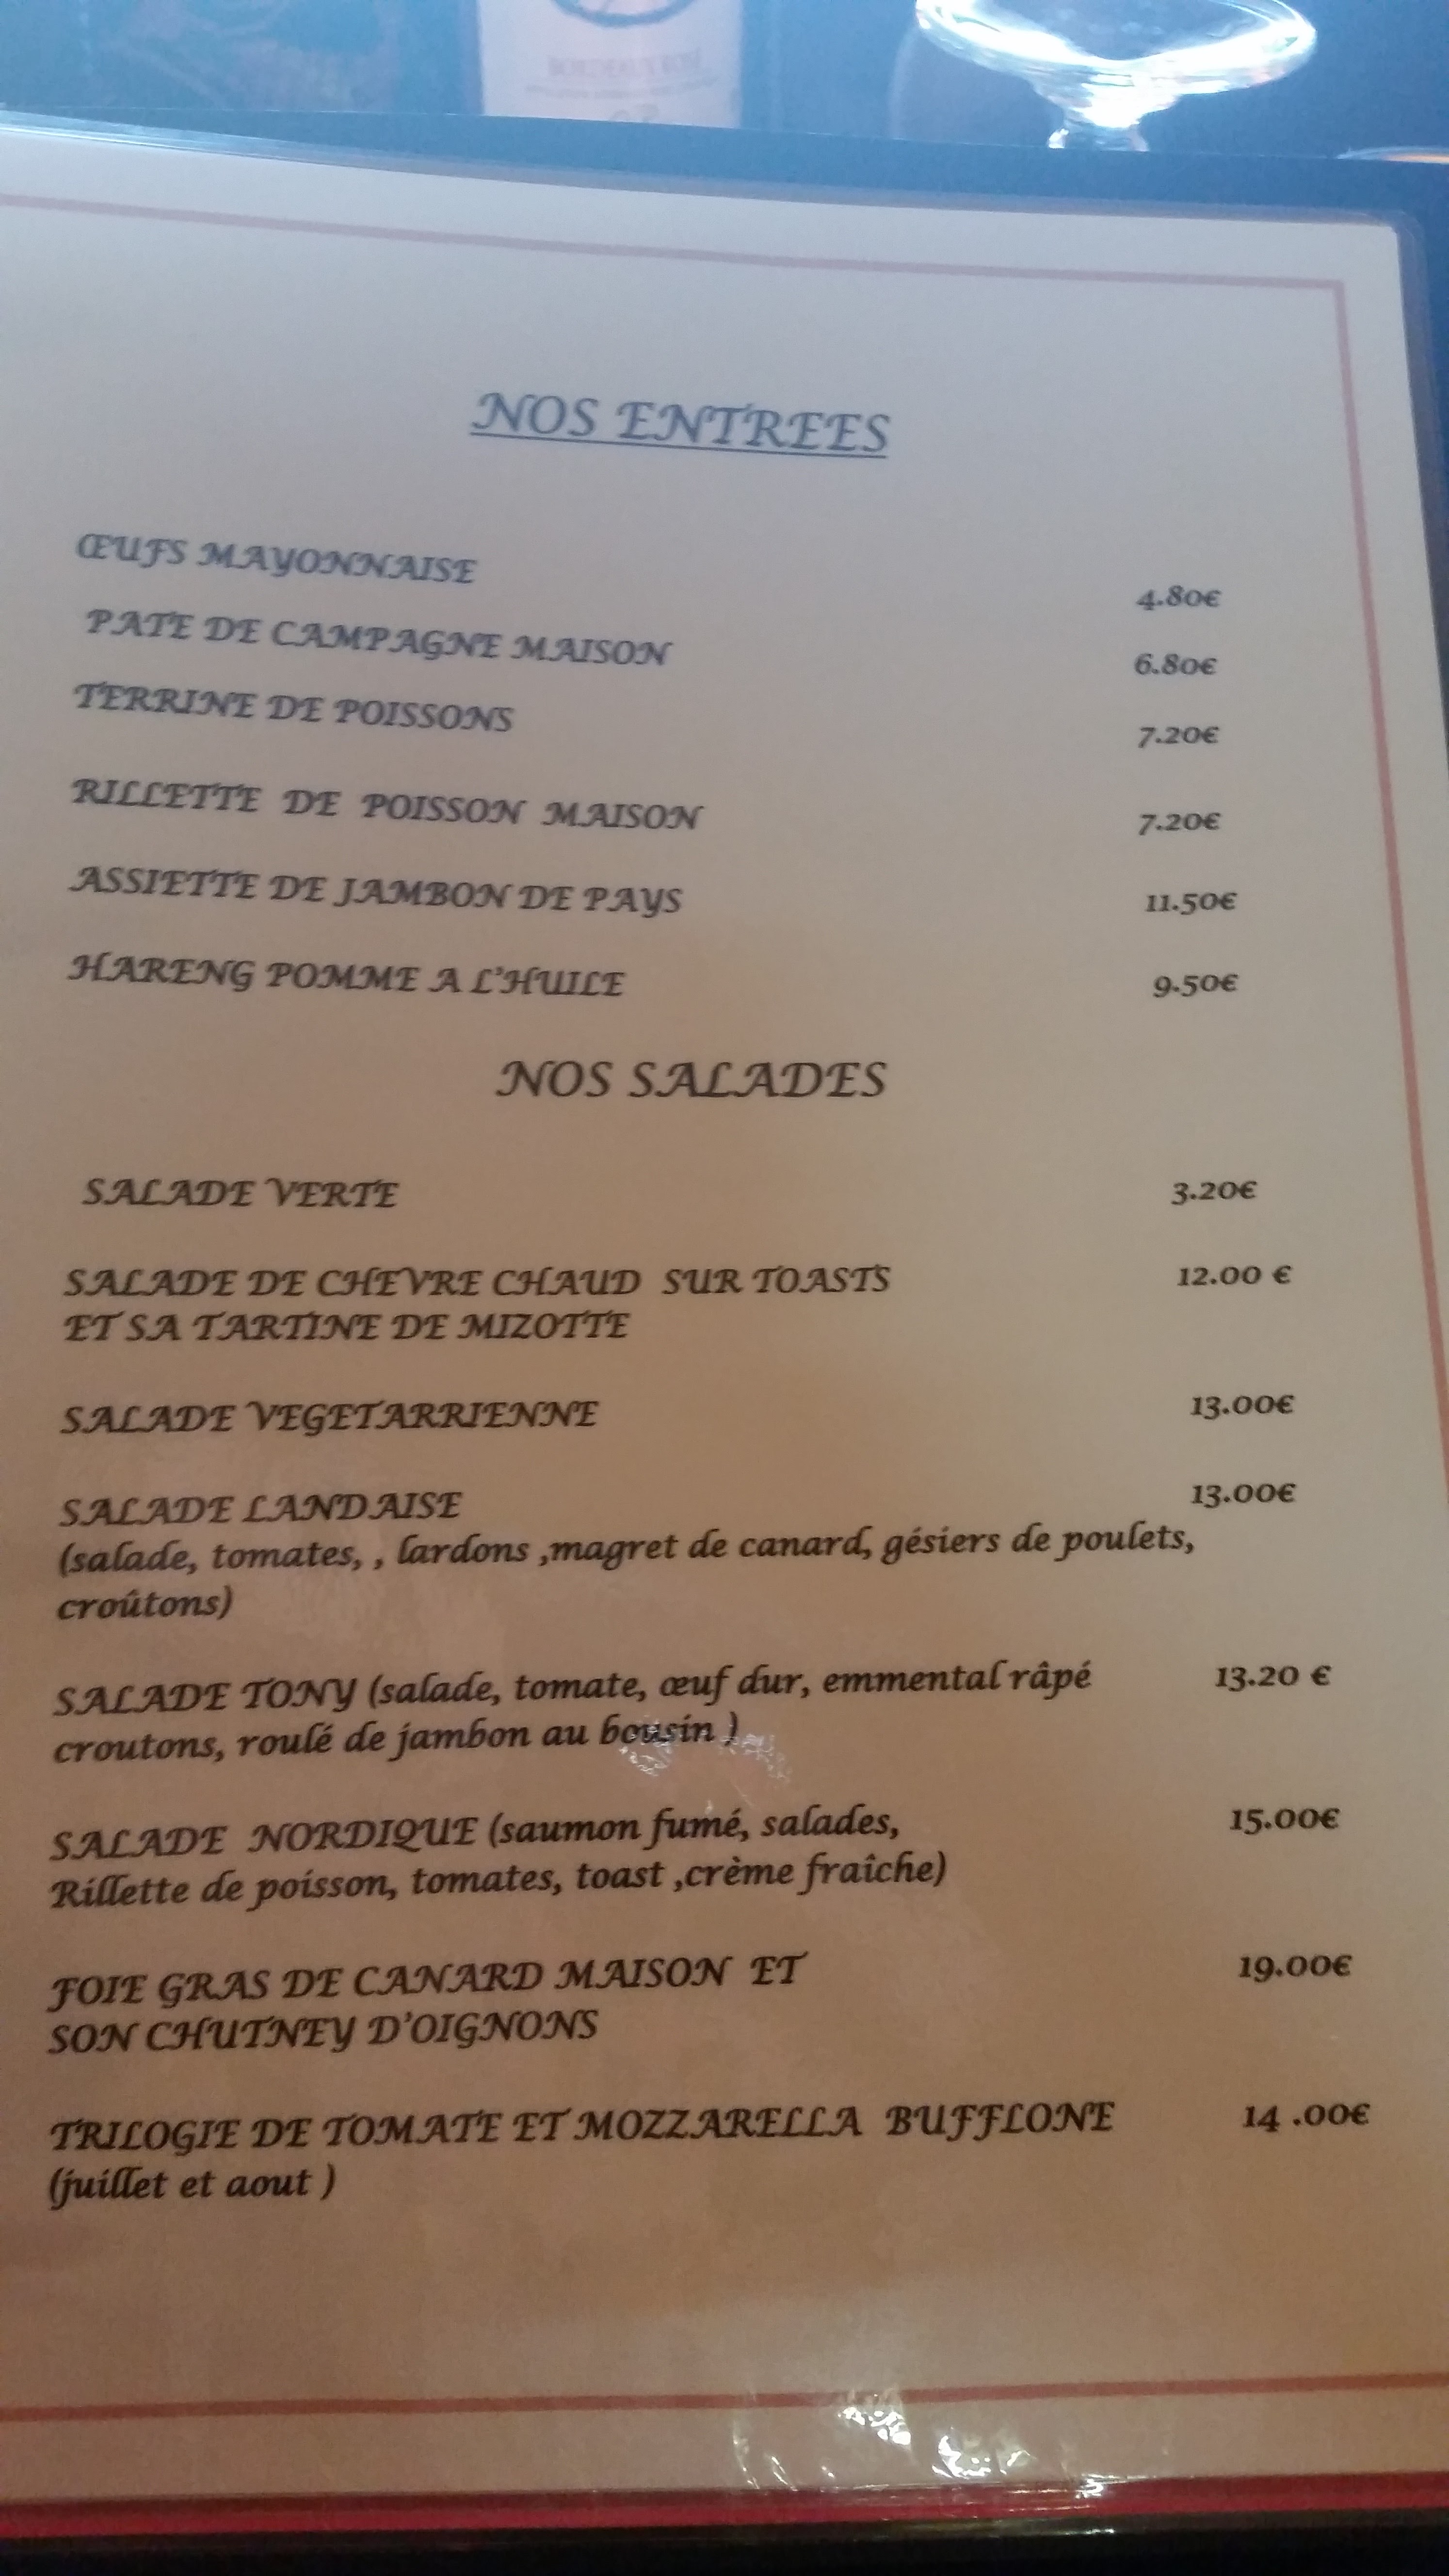 NOS ENTREES
ŒUFS MAYONNAISE 4.80€
PATE DE CAMPAGNE MAISON 6.80€
TERRINE DE POISSONS 7.20€
RILLETTE DE POISSON MAISON 7.20€
ASSIETTE DE JAMBON DE PAYS 11.50€
HARENG POMME A L'HUILE 9.50€
NOS SALADES
SALADE VERTE 3.20€
SALADE DE CHEVRE CHAUD SUR TOASTS 12.00 €
ET SA TARTINE DE MIZOTTE
SALADE VEGETARRIENNE 13.00€
SALADE LANDAISE 13.00€
(salade, tomates, , lardons ,magret de canard, gésiers de poulets,
croûtons)
SALADE TONY (salade, tomate, œuf dur, emmental râpé 13.20 €
croutons, roulé de jambon au bousin )
SALADE NORDIQUE (saumon fumé, salades, 15.00€
Rillette de poisson, tomates, toast ,crème fraîche)
FOIE GRAS DE CANARD MAISON ET 19.00€
SON CHUTNEY D'OIGNONS
TRILOGIE DE TOMATE ET MOZZARELLA BUFFLONE 14 .00€
(juillet et aout )